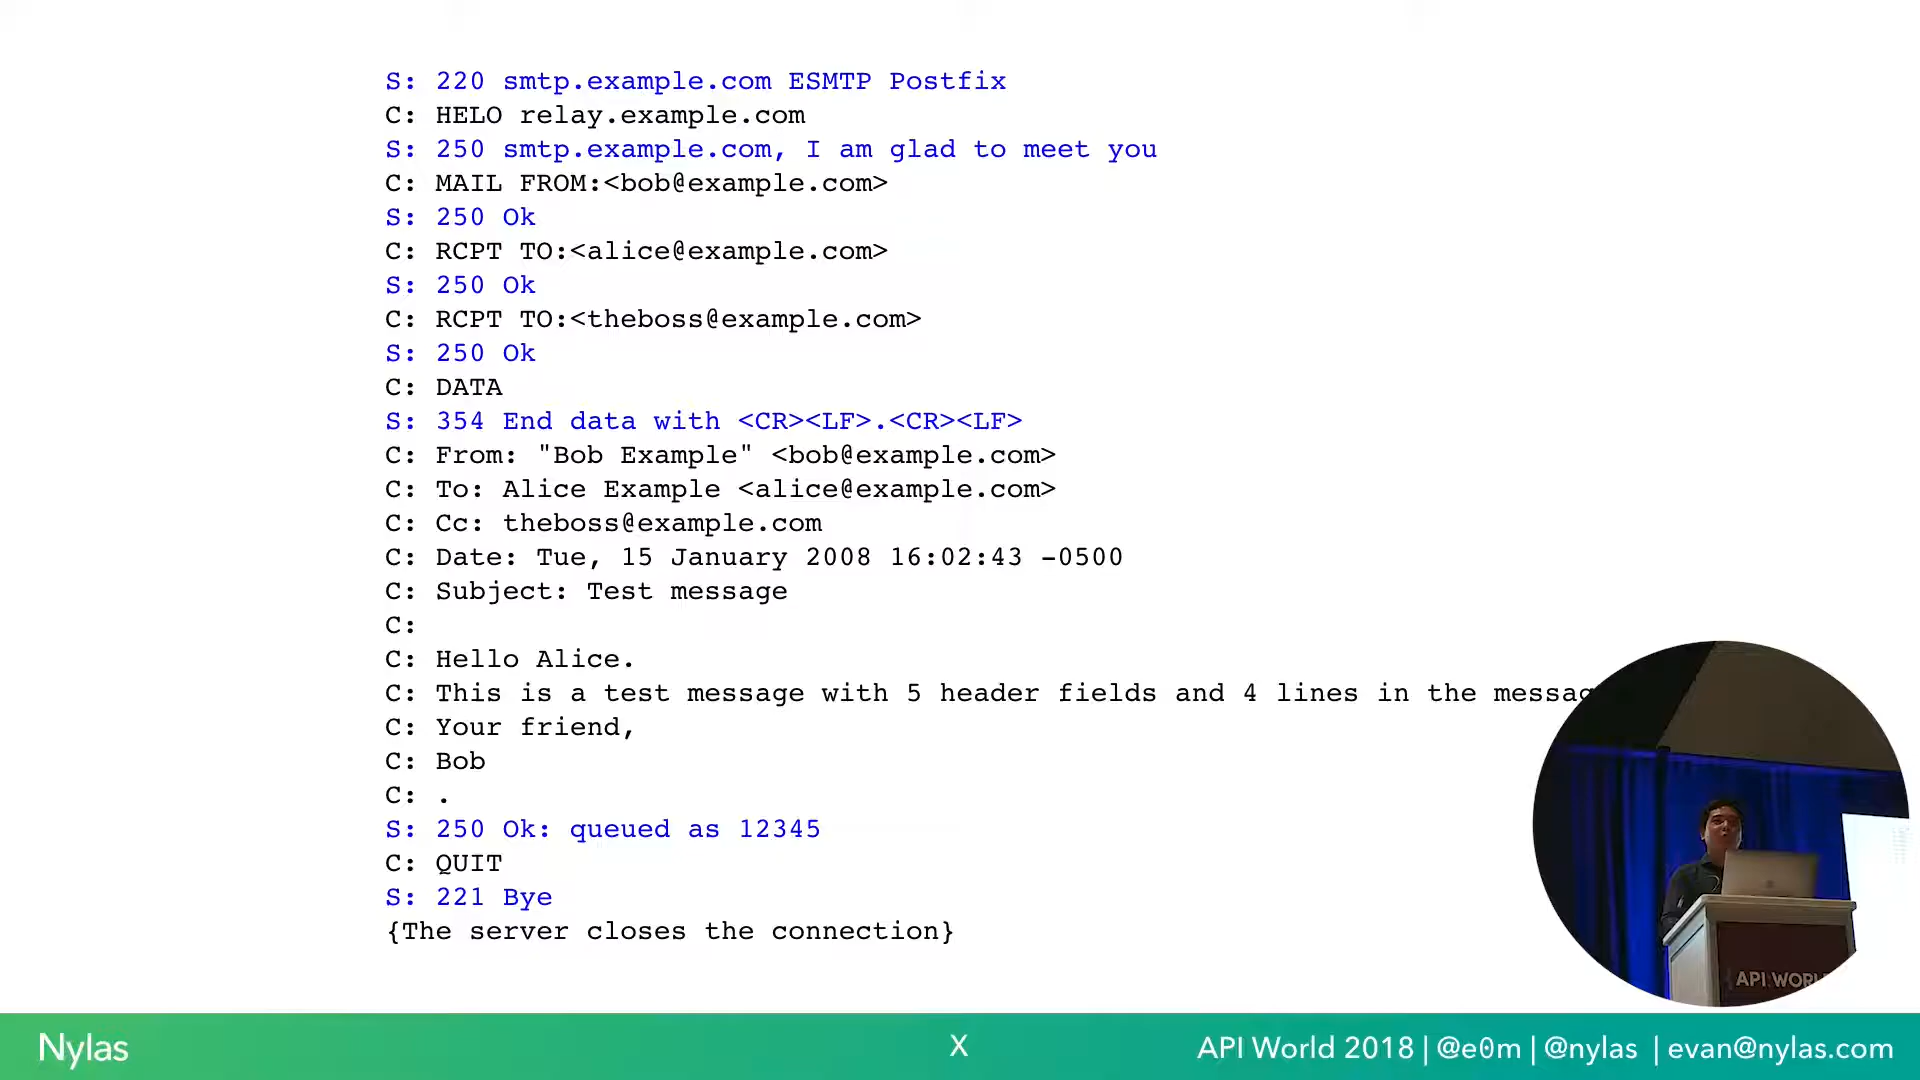 S: 220 smtp.example.com ESMTP Postfix
C: HELO relay.example.com
S: 250 smtp.example.com, I am glad to meet you
C: MAIL FROM:<bob@example.com>
S: 250 Ok
C: RCPT TO:<alice@example.com>
S: 250 Ok
C: RCPT TO:<theboss@example.com>
S: 250 Ok
C: DATA
S: 354 End data with <CR><LF>.<CR><LF>
C: From: "Bob Example" <bob@example.com>
C: To: Alice Example <alice@example.com>
C: Cc: theboss@example.com
C: Date: Tue, 15 January 2008 16:02:43 -0500
C: Subject: Test message
C:
C: Hello Alice.
C: This is a test message with 5 header fields and 4 lines in the
C: Your friend,
C: Bob
C: .
S: 250 Ok: queued as 12345
C: QUIT
S: 221 Bye
{The server closes the connection}
API WORL
Nylas
X
API World 2018 | @e0m | @nylas | evan@nylas.com